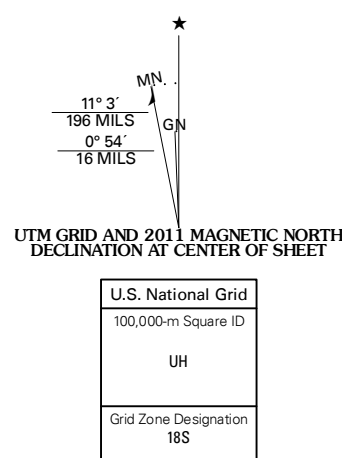 ★
MN
11° 3´
196 MILS
GN
0° 54´
16 MILS
UTM GRID AND 2011 MAGNETIC NORTH
DECLINATION AT CENTER OF SHEET
U.S. National Grid
100,000-m Square ID
UH
Grid Zone Designation
18S